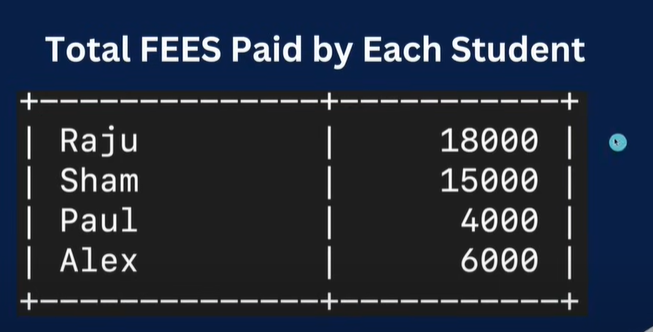 Total FEES Paid by Each Student
+----------------+-------------+
| Raju | 18000 |
| Sham | 15000 |
| Paul | 4000 |
| Alex | 6000 |
+----------------+-------------+